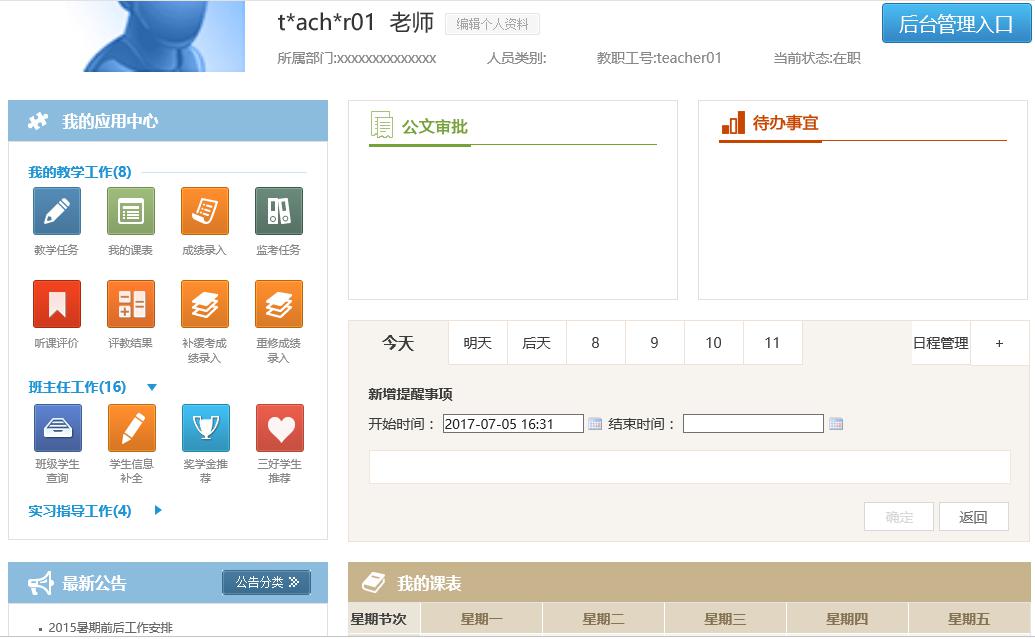 t*ach*r01 老师 编辑个人资料
后台管理入口
所属部门:xxxxxxxxxxxxxx 人员类别: 教职工号:teacher01 当前状态:在职
我的应用中心
我的教学工作(8)
教学任务 我的课表 成绩录入 监考任务
听课评价 评教结果 补缓考成 重修成绩
绩录入 录入
班主任工作(16)
班级学生 学生信息 奖学金推 三好学生
查询 补全 荐 推荐
实习指导工作(4)
最新公告 公告分类
2015暑期前后工作安排
公文审批
待办事宜
今天 明天 后天 8 9 10 11 日程管理 +
新增提醒事项
开始时间： 2017-07-05 16:31 结束时间：
确定 返回
我的课表
星期节次 星期一 星期二 星期三 星期四 星期五